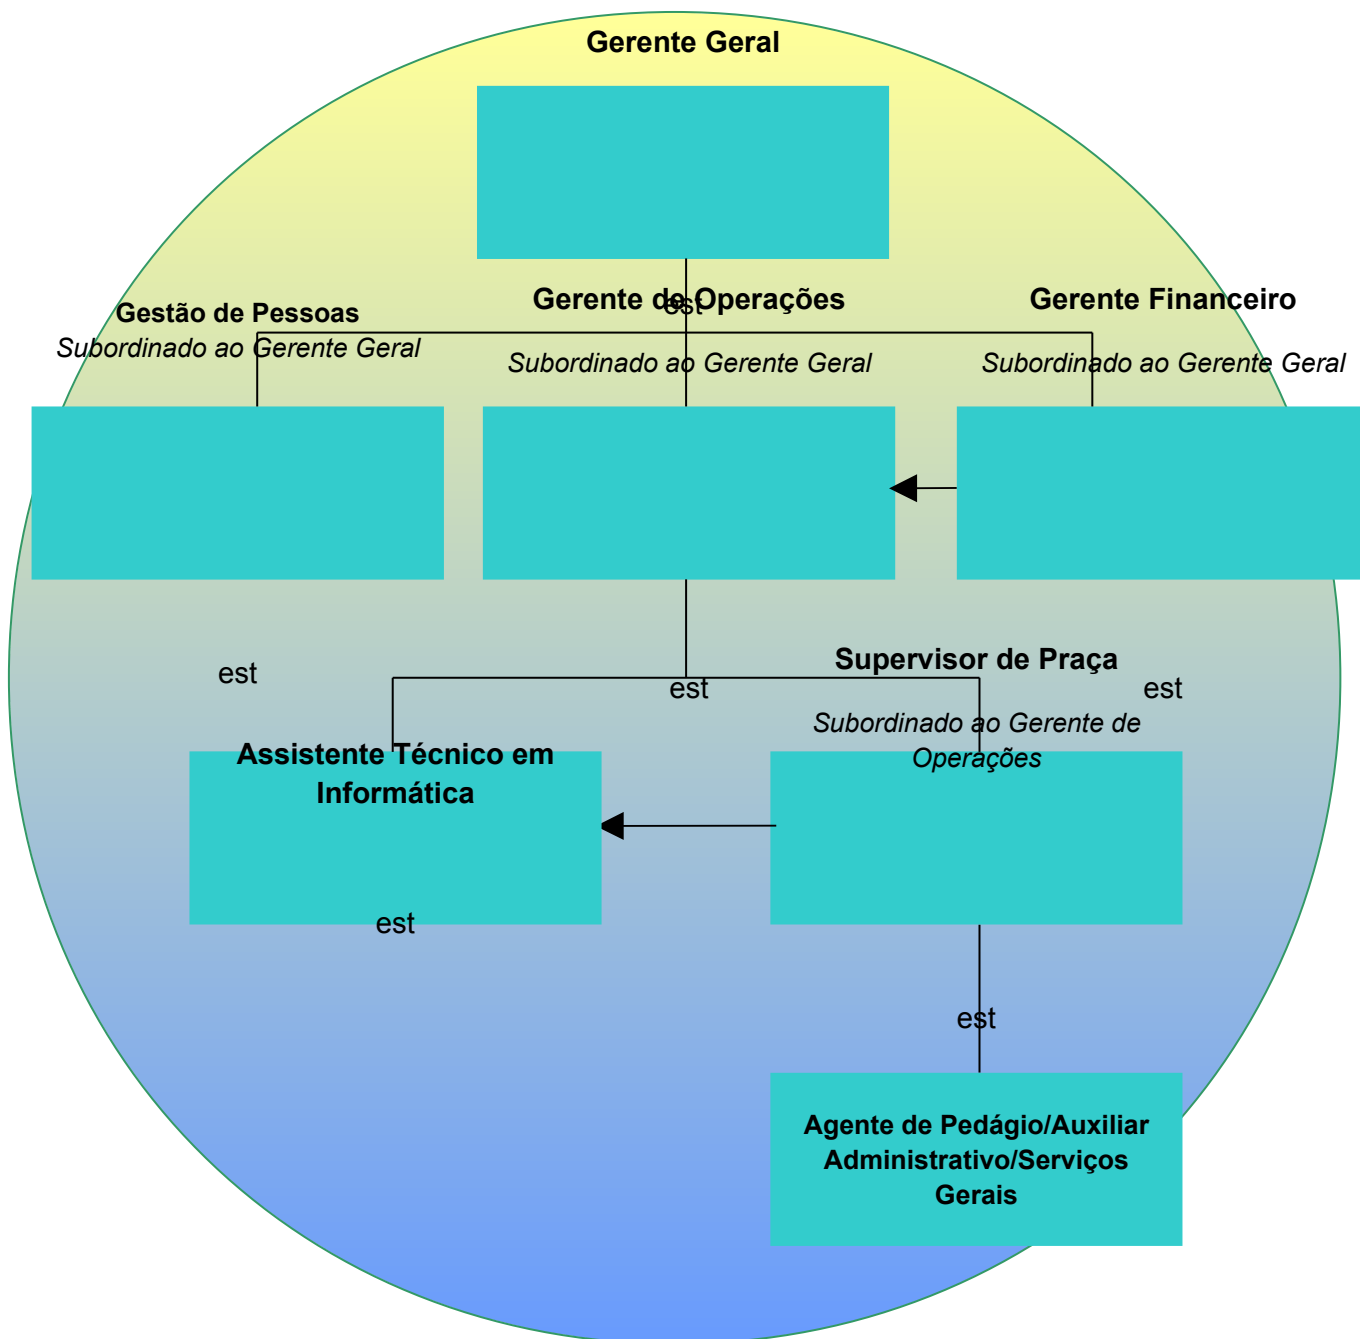 Gerente Geral
Gestão de Pessoas
Subordinado ao Gerente Geral
Gerente de Operações
est
Subordinado ao Gerente Geral
Gerente Financeiro
Subordinado ao Gerente Geral
est
est
Supervisor de Praça
est
Subordinado ao Gerente de
Operações
Assistente Técnico em
Informática
est
est
Agente de Pedágio/Auxiliar
Administrativo/Serviços
Gerais